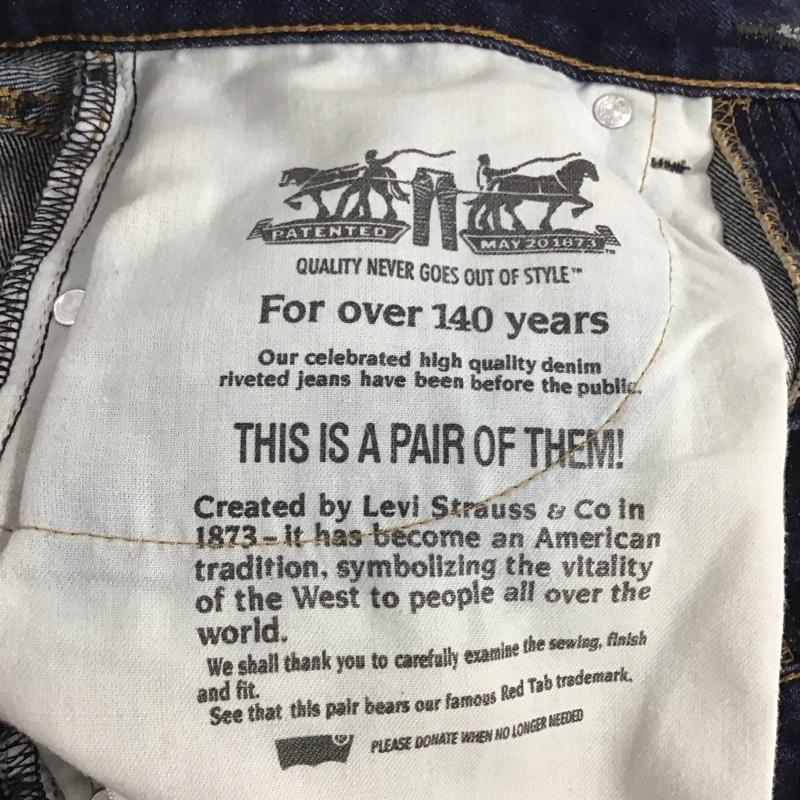 PATENTED MAY 20 1873 ™
QUALITY NEVER GOES OUT OF STYLE™
For over 140 years
Our celebrated high quality denim
riveted jeans have been before the public.
THIS IS A PAIR OF THEM!
Created by Levi Strauss & Co in
1873 – it has become an American
tradition, symbolizing the vitality
of the West to people all over the
world.
We shall thank you to carefully examine the sewing, finish
and fit.
See that this pair bears our famous Red Tab trademark.
® PLEASE DONATE WHEN NO LONGER NEEDED